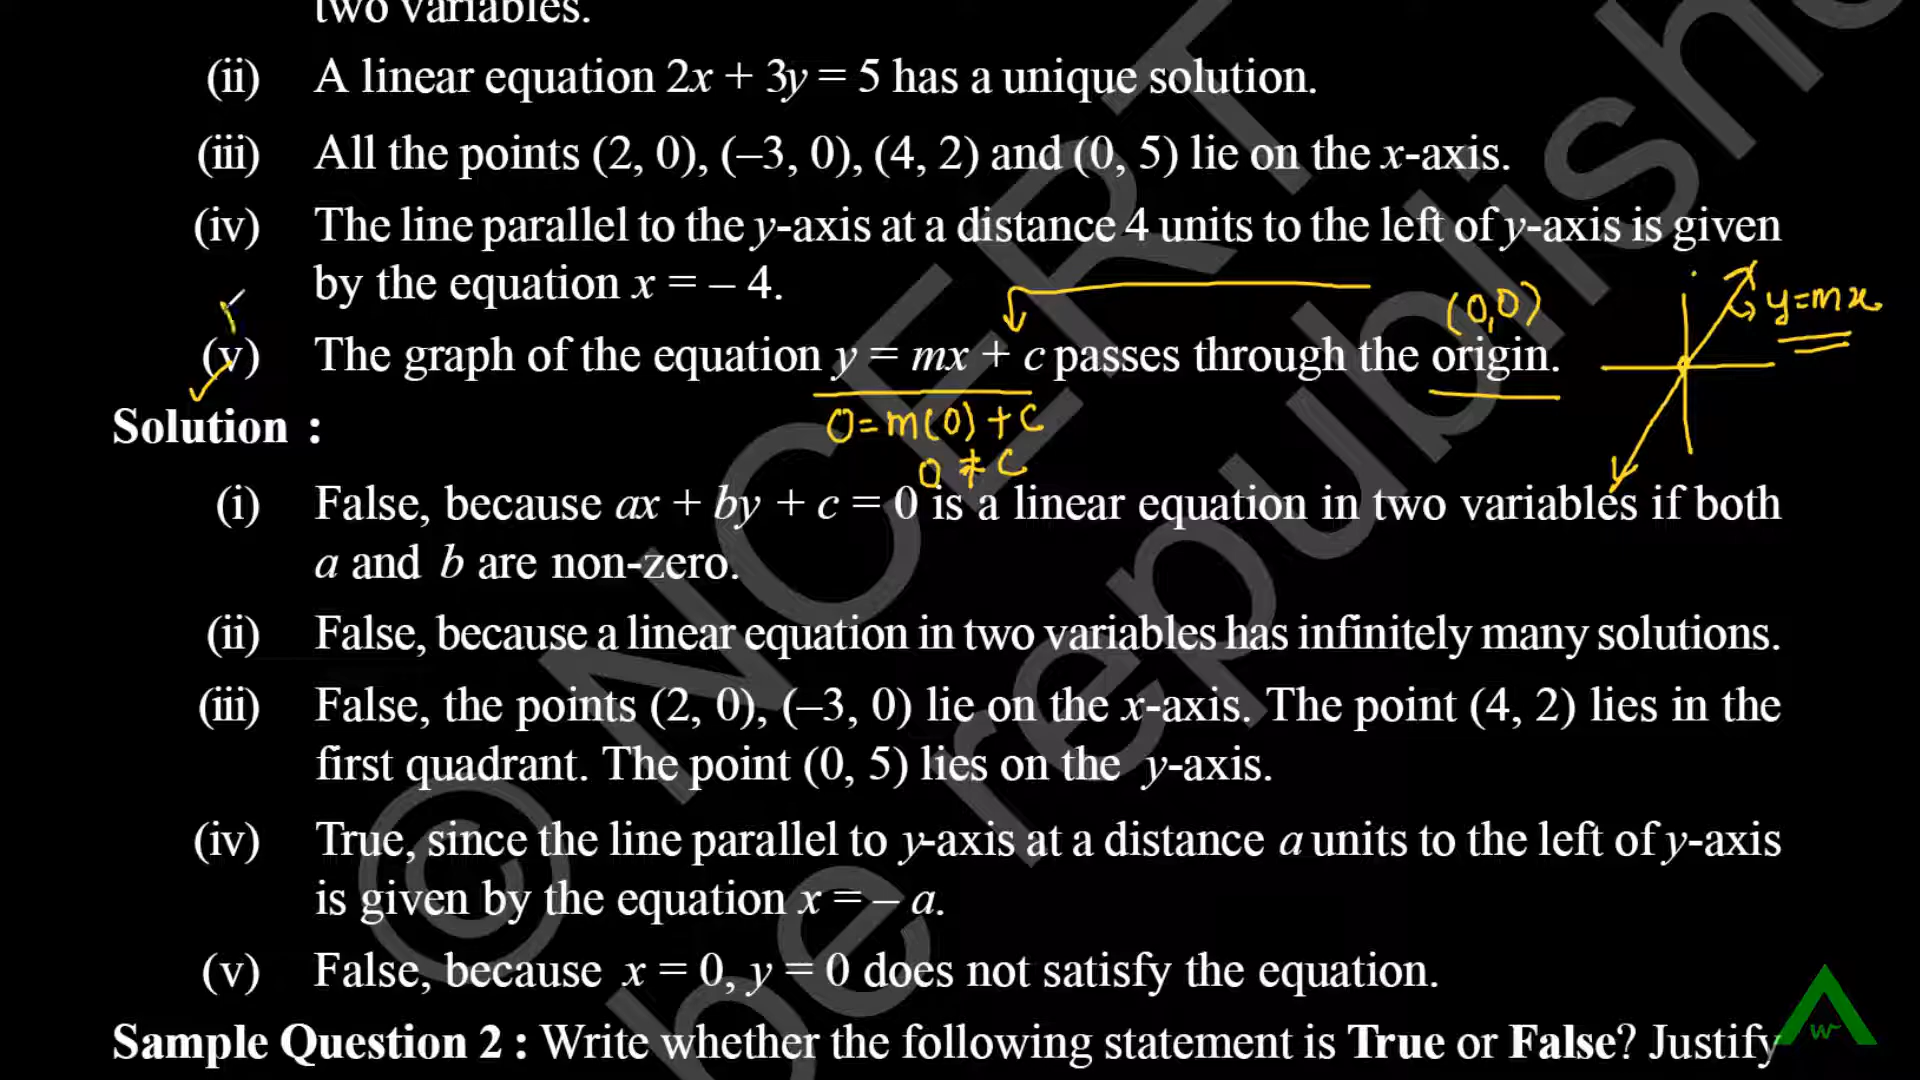 two variables.
(ii) A linear equation 2x + 3y = 5 has a unique solution.
(iii) All the points (2, 0), (–3, 0), (4, 2) and (0, 5) lie on the x-axis.
(iv) The line parallel to the y-axis at a distance 4 units to the left of y-axis is given
by the equation x = – 4.
(0,0)
y=mx
(v) The graph of the equation y = mx + c passes through the origin.
0=m(0)+c
0 ≠ c
Solution :
(i) False, because ax + by + c = 0 is a linear equation in two variables if both
a and b are non-zero.
(ii) False, because a linear equation in two variables has infinitely many solutions.
(iii) False, the points (2, 0), (–3, 0) lie on the x-axis. The point (4, 2) lies in the
first quadrant. The point (0, 5) lies on the y-axis.
(iv) True, since the line parallel to y-axis at a distance a units to the left of y-axis
is given by the equation x = – a.
(v) False, because x = 0, y = 0 does not satisfy the equation.
Sample Question 2 : Write whether the following statement is True or False? Justify
© NCERT
be republishe
w